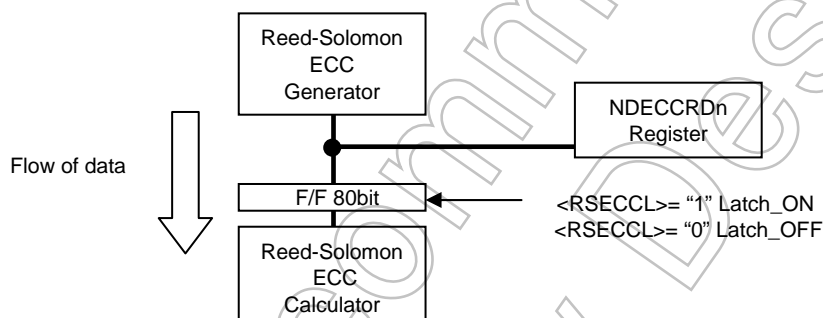 Reed-Solomon
ECC
Generator
NDECCRDn
Register
Flow of data
F/F 80bit
<RSECCL>= “1” Latch_ON
<RSECCL>= “0” Latch_OFF
Reed-Solomon
ECC
Calculator